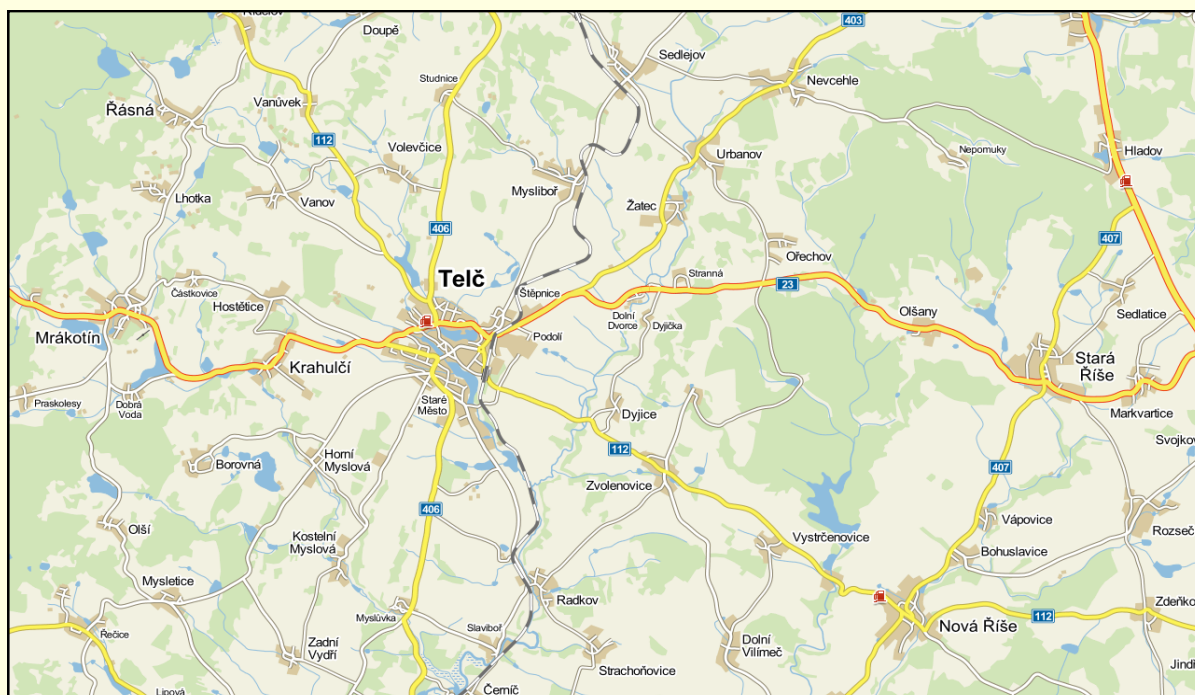 Doupě
403
Sedlejov
Studnice
Nevcehle
Vanůvek
Řásná
112
Volevčice
Urbanov
Nepomuky
Hladov
Mysliboř
Lhotka
Vanov
Žatec
406
407
Ořechov
Telč
Stranná
Částkovice
Štěpnice
23
Hostětice
Dolní
Dvorce
Dyjička
Olšany
Sedlatice
Mrákotín
Podolí
Krahulčí
Stará
Říše
Praskolesy
Dobrá
Voda
Staré
Město
Dyjice
Markvartice
Svojkov
112
Horní
Myslová
Borovná
407
Zvolenovice
406
Vápovice
Olší
Rozseč
Kostelní
Myslová
Vystrčenovice
Bohuslavice
Mysletice
Radkov
Zdeňko
Myslůvka
112
Řečice
Slaviboř
Nová Říše
Zadní
Vydří
Dolní
Vilímeč
Strachoňovice
Jindř
Lipová
Černíč